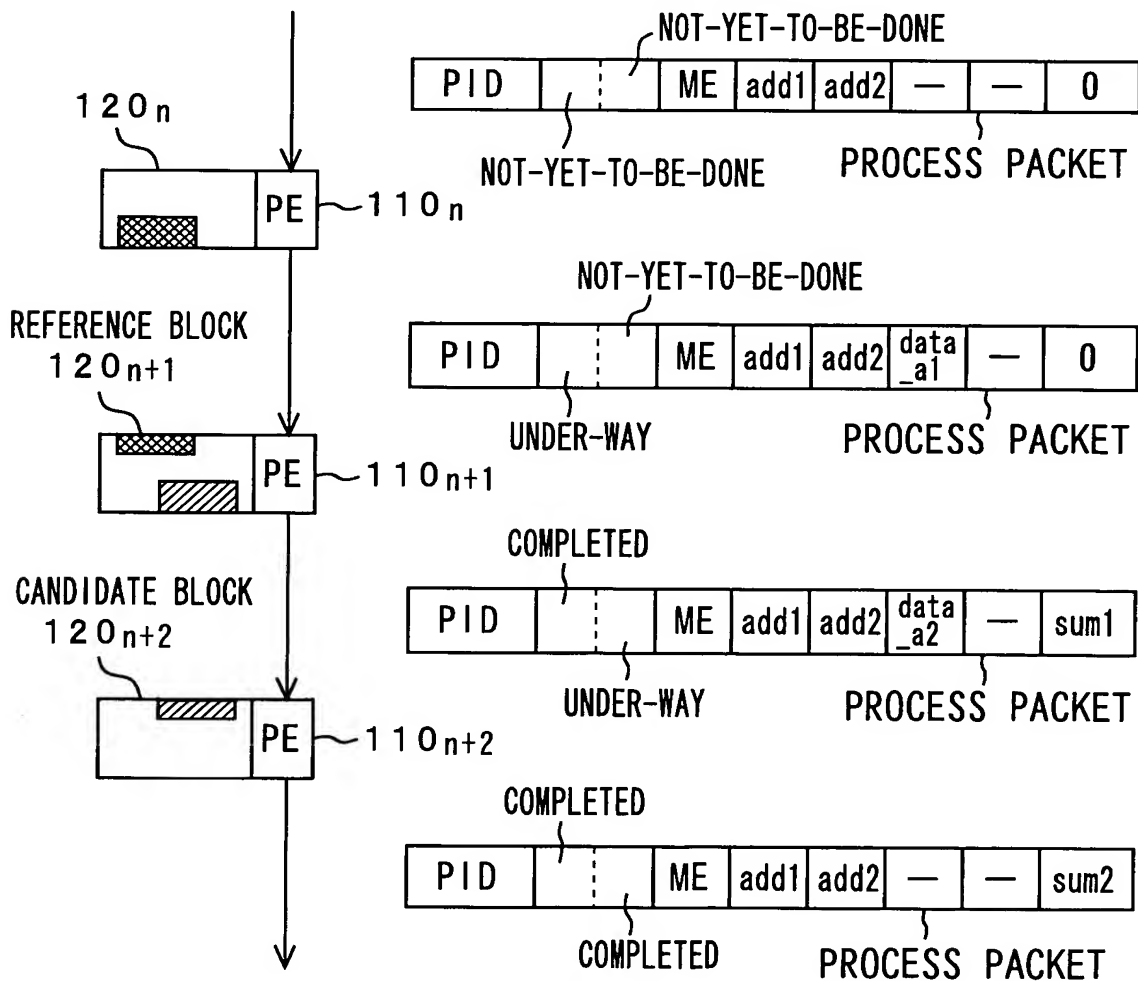 NOT-YET-TO-BE-DONE
PID ME add1 add2 — — 0
NOT-YET-TO-BE-DONE
PROCESS PACKET
120n
PE
110n
NOT-YET-TO-BE-DONE
PID ME add1 add2 data_a1 — 0
UNDER-WAY
PROCESS PACKET
REFERENCE BLOCK
120n+1
PE
110n+1
COMPLETED
PID ME add1 add2 data_a2 — sum1
UNDER-WAY
PROCESS PACKET
CANDIDATE BLOCK
120n+2
PE
110n+2
COMPLETED
PID ME add1 add2 — — sum2
COMPLETED
PROCESS PACKET